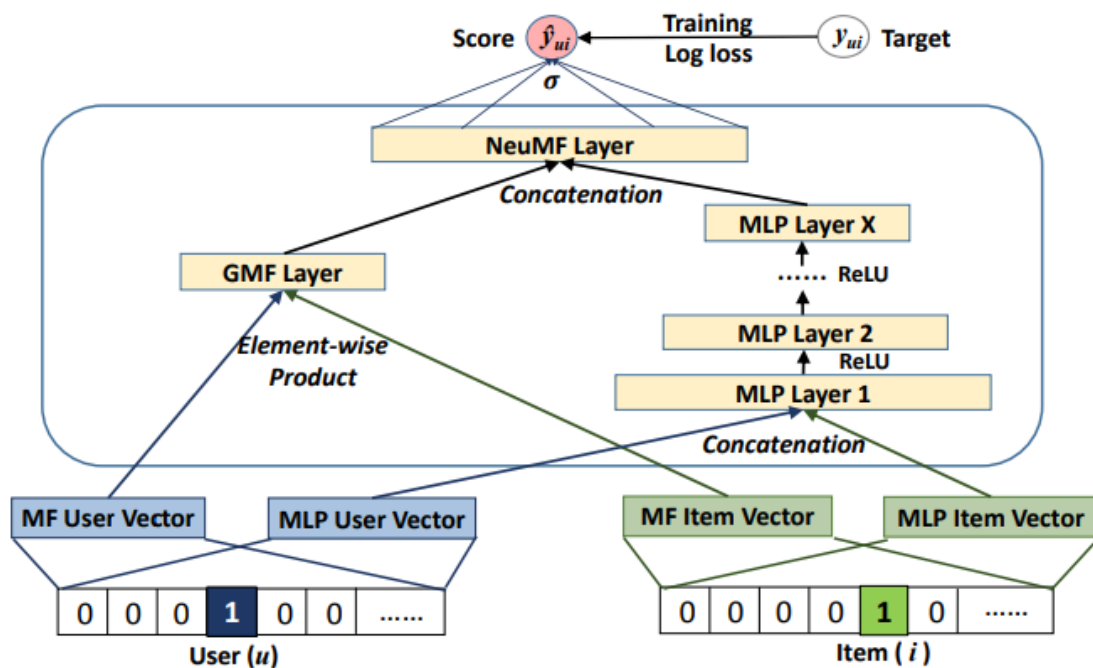 Score ŷui Training yui Target
Log loss
σ
NeuMF Layer
Concatenation
MLP Layer X
GMF Layer
...... ReLU
Element-wise
Product
MLP Layer 2
ReLU
MLP Layer 1
Concatenation
MF User Vector MLP User Vector MF Item Vector MLP Item Vector
0 0 0 1 0 0 ...... 0 0 0 0 1 0 ......
User (u) Item ( i )